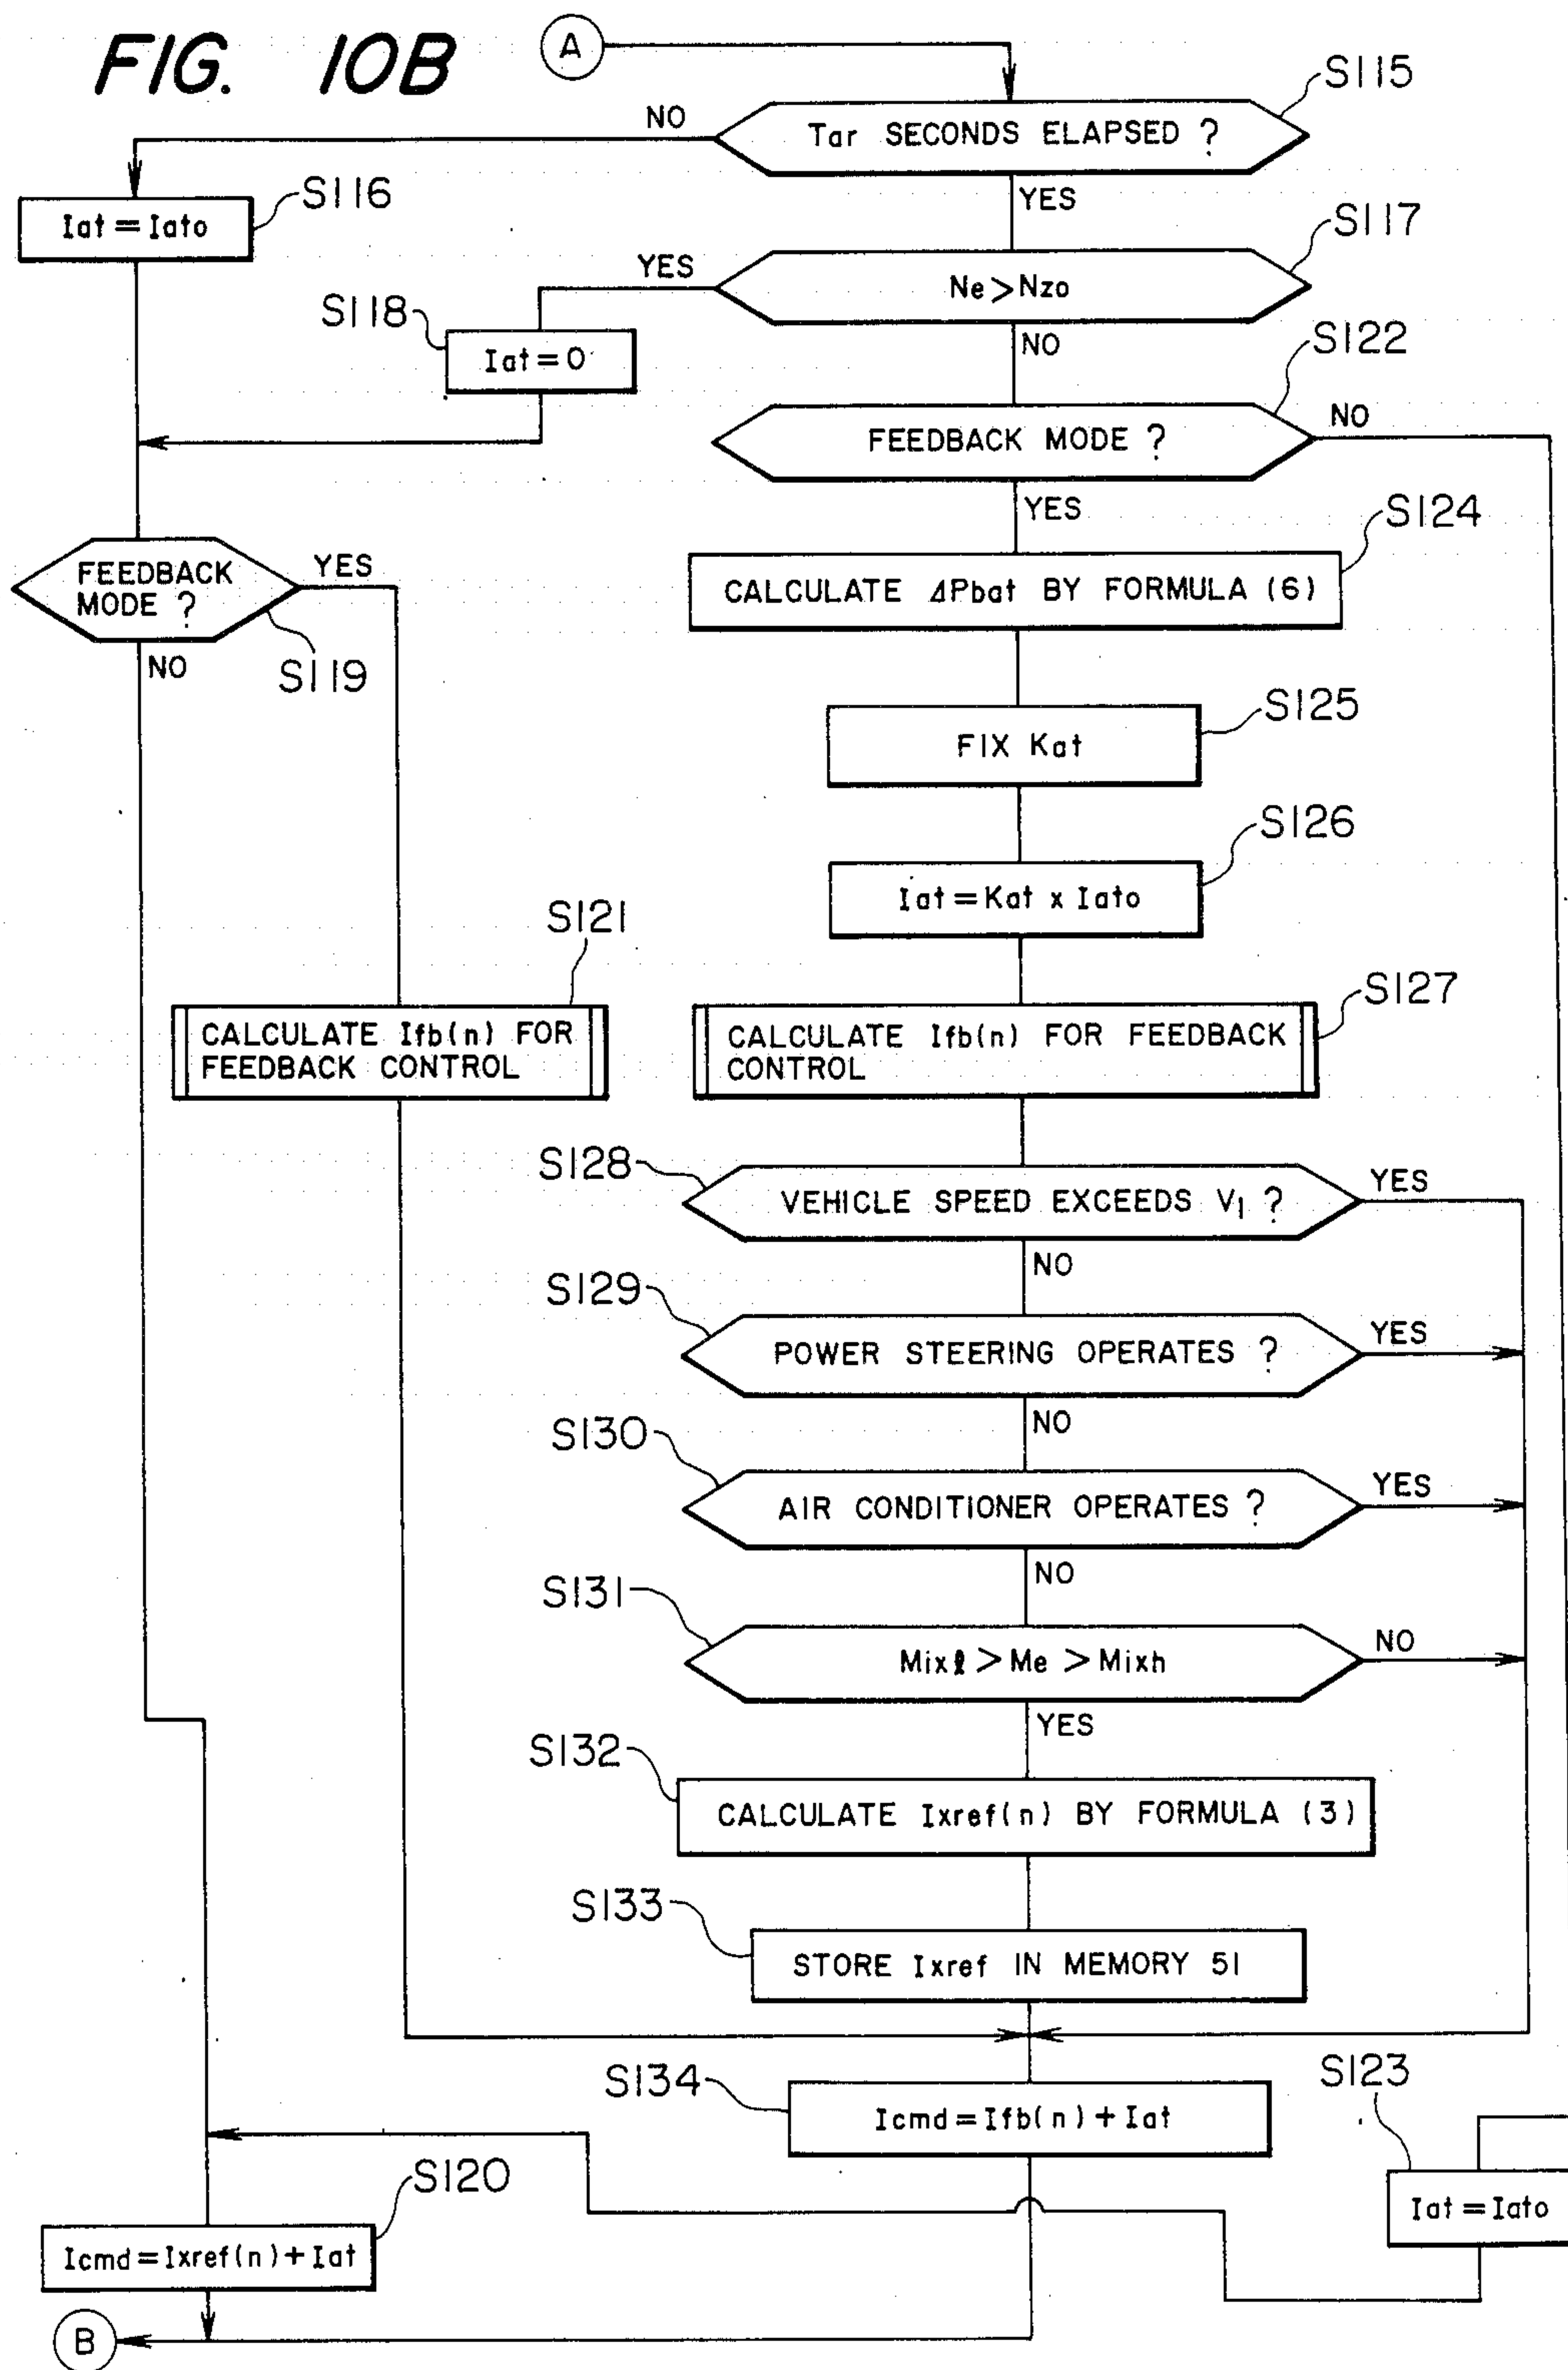 FIG. 10B
A
S115
Tar SECONDS ELAPSED ?
NO
YES
S116
Iat = Iato
S117
Ne > Nzo
YES
NO
S118
Iat = 0
S122
FEEDBACK MODE ?
NO
YES
S124
CALCULATE ΔPbat BY FORMULA (6)
FEEDBACK
MODE ?
YES
NO
S119
S125
FIX Kat
S126
Iat = Kat x Iato
S121
CALCULATE Ifb(n) FOR
FEEDBACK CONTROL
S127
CALCULATE Ifb(n) FOR FEEDBACK
CONTROL
S128
VEHICLE SPEED EXCEEDS V1 ?
YES
NO
S129
POWER STEERING OPERATES ?
YES
NO
S130
AIR CONDITIONER OPERATES ?
YES
NO
S131
Mixℓ > Me > Mixh
NO
YES
S132
CALCULATE Ixref(n) BY FORMULA (3)
S133
STORE Ixref IN MEMORY 51
S134
Icmd = Ifb(n) + Iat
S123
Iat = Iato
S120
Icmd = Ixref(n) + Iat
B